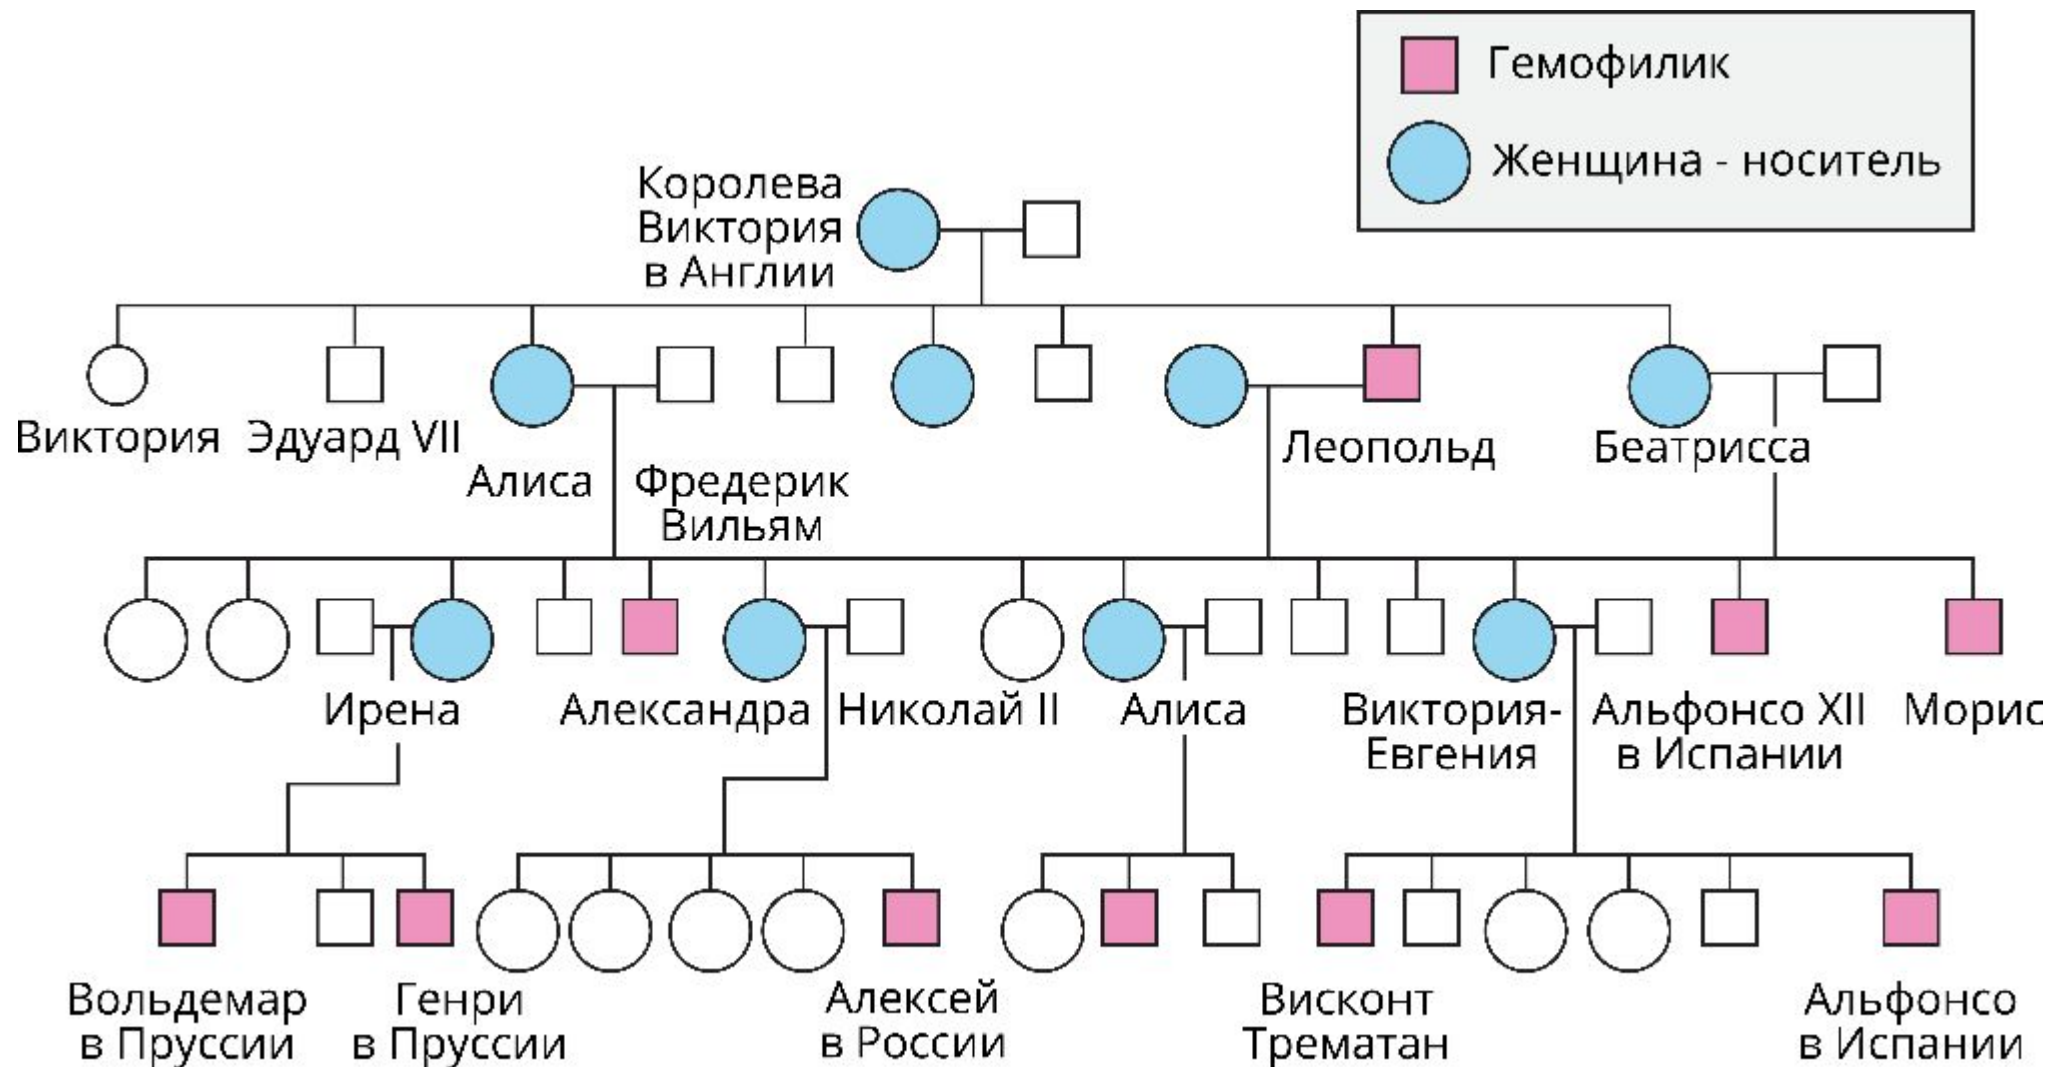 Гемофилик
Женщина - носитель
Королева
Виктория
в Англии
Виктория
Эдуард VII
Алиса
Фредерик
Вильям
Леопольд
Беатрисса
Ирена
Александра
Николай II
Алиса
Виктория-
Евгения
Альфонсо XII
в Испании
Морис
Вольдемар
в Пруссии
Генри
в Пруссии
Алексей
в России
Висконт
Трематан
Альфонсо
в Испании